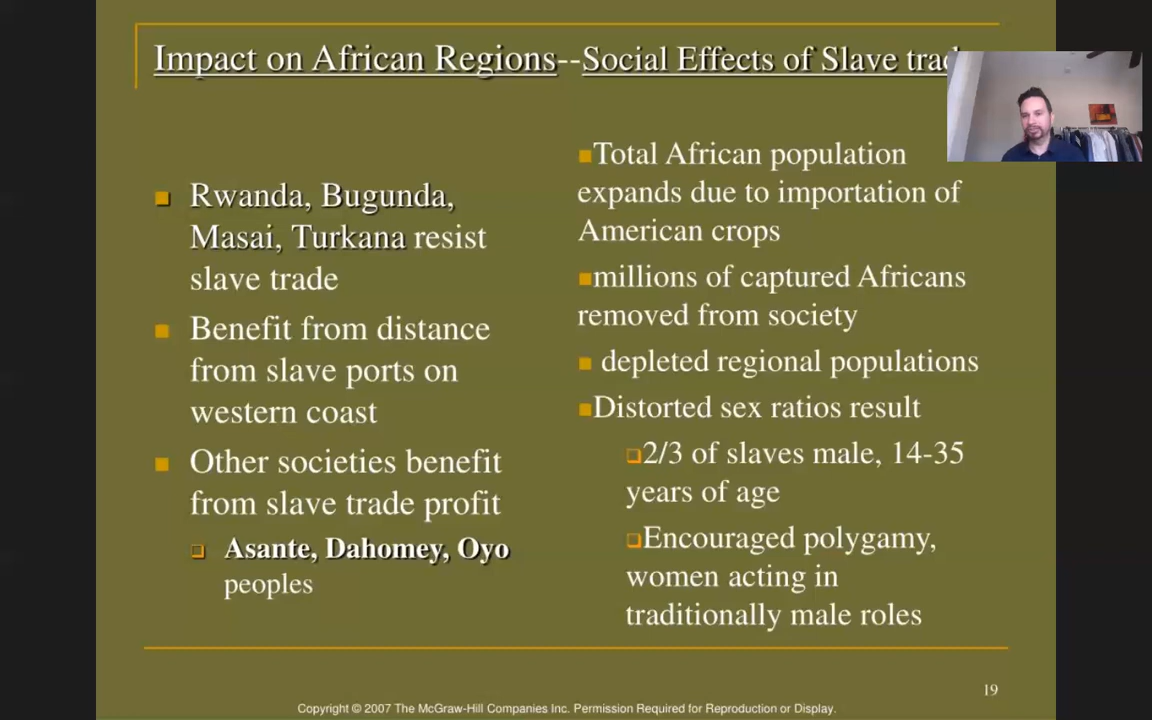 Impact on African Regions--Social Effects of Slave
Rwanda, Bugunda,
Masai, Turkana resist
slave trade
Benefit from distance
from slave ports on
western coast
Other societies benefit
from slave trade profit
Asante, Dahomey, Oyo
peoples
Total African population
expands due to importation of
American crops
millions of captured Africans
removed from society
depleted regional populations
Distorted sex ratios result
2/3 of slaves male, 14-35
years of age
Encouraged polygamy,
women acting in
traditionally male roles
19
Copyright © 2007 The McGraw-Hill Companies Inc. Permission Required for Reproduction or Display.